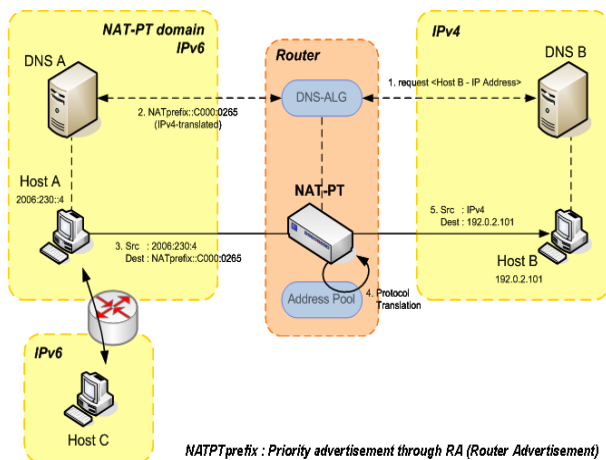 NAT-PT domain
IPv6
DNS A
Router
IPv4
DNS B
DNS-ALG
1. request <Host B - IP Address>
2. NATprefix::C000:0265
(IPv4-translated)
Host A
2006:230::4
NAT-PT
3. Src : 2006:230:4
Dest : NATprefix::C000:0265
5. Src : IPv4
Dest : 192.0.2.101
Host B
192.0.2.101
4. Protocol
Translation
Address Pool
IPv6
Host C
NATPTprefix : Priority advertisement through RA (Router Advertisement)